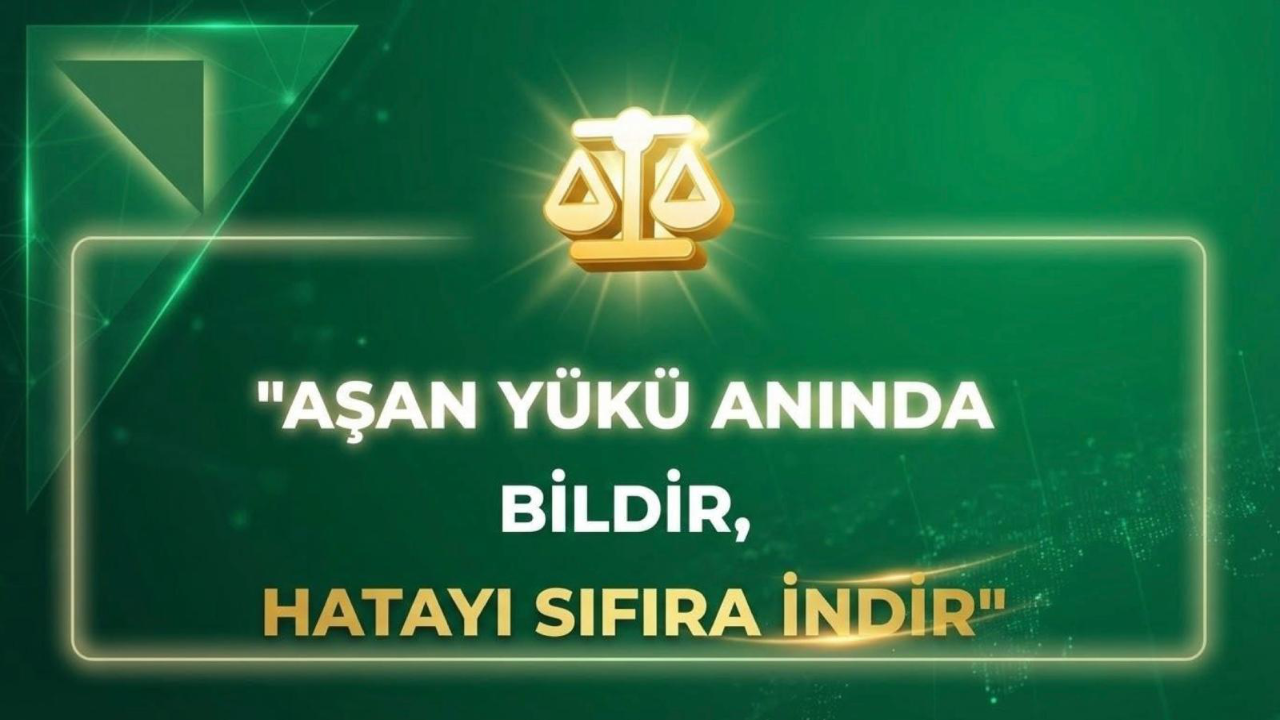 "AŞAN YÜKÜ ANINDA
BİLDİR,
HATAYI SIFIRA İNDİR"